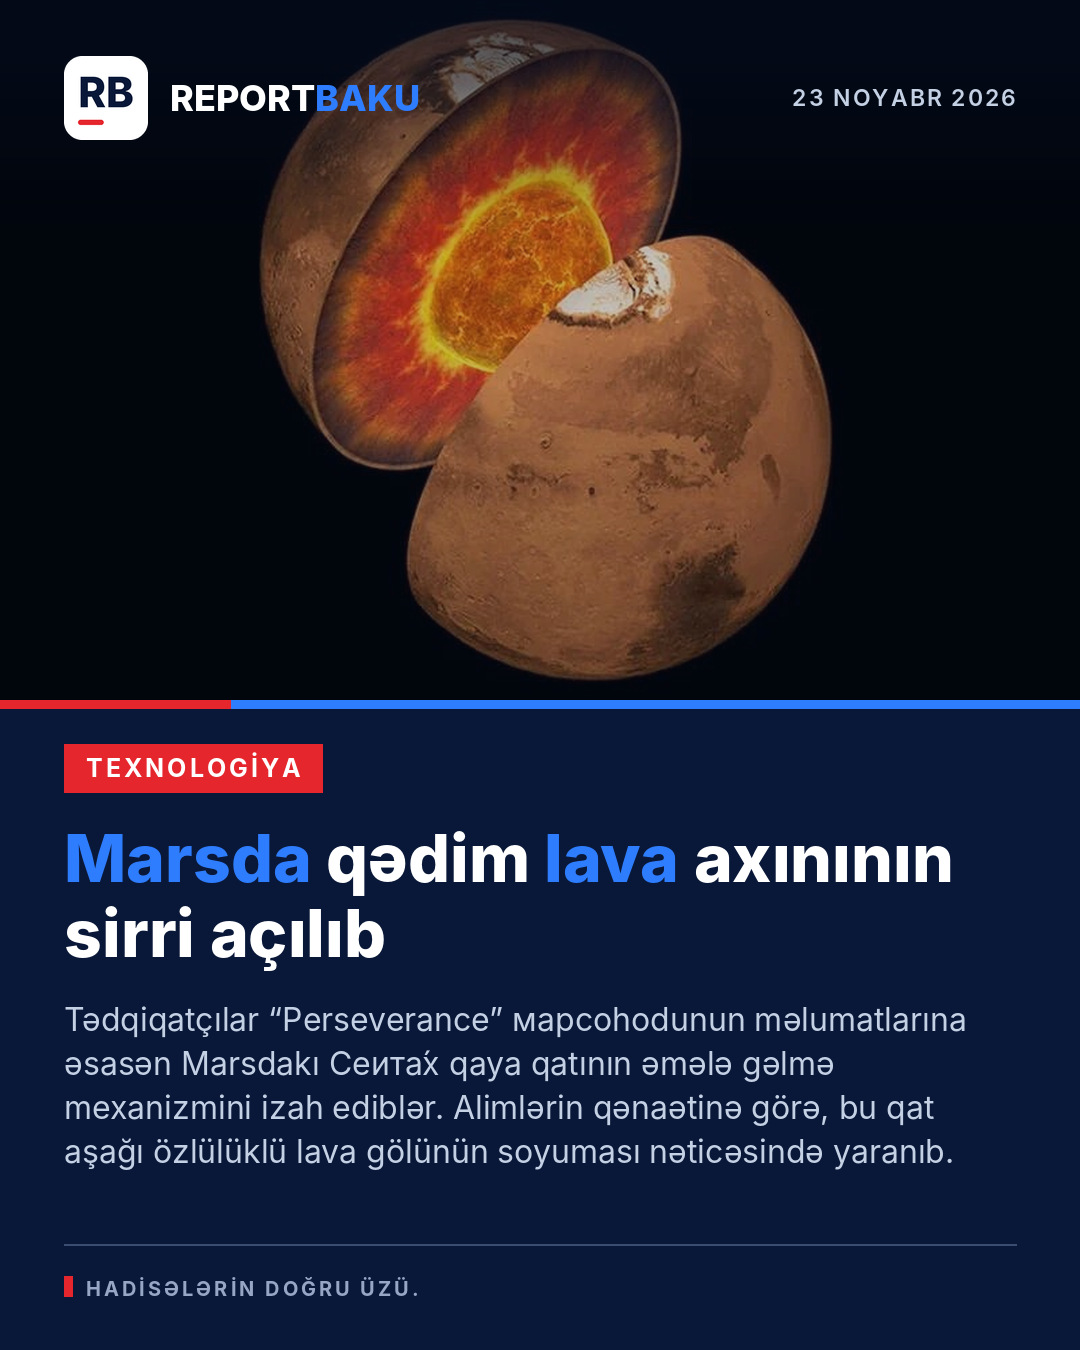 RB
REPORTBAKU
23 NOYABR 2026
TEXNOLOGİYA
Marsda qədim lava axınının
sirri açılıb
Tədqiqatçılar “Perseverance” мapcohodunun məlumatlarına
əsasən Marsdakı Сеитах́ qaya qatının əmələ gəlmə
mexanizmini izah ediblər. Alimlərin qənaətinə görə, bu qat
aşağı özlülüklü lava gölünün soyuması nəticəsində yaranıb.
HADİSƏLƏRİN DOĞRU ÜZÜ.